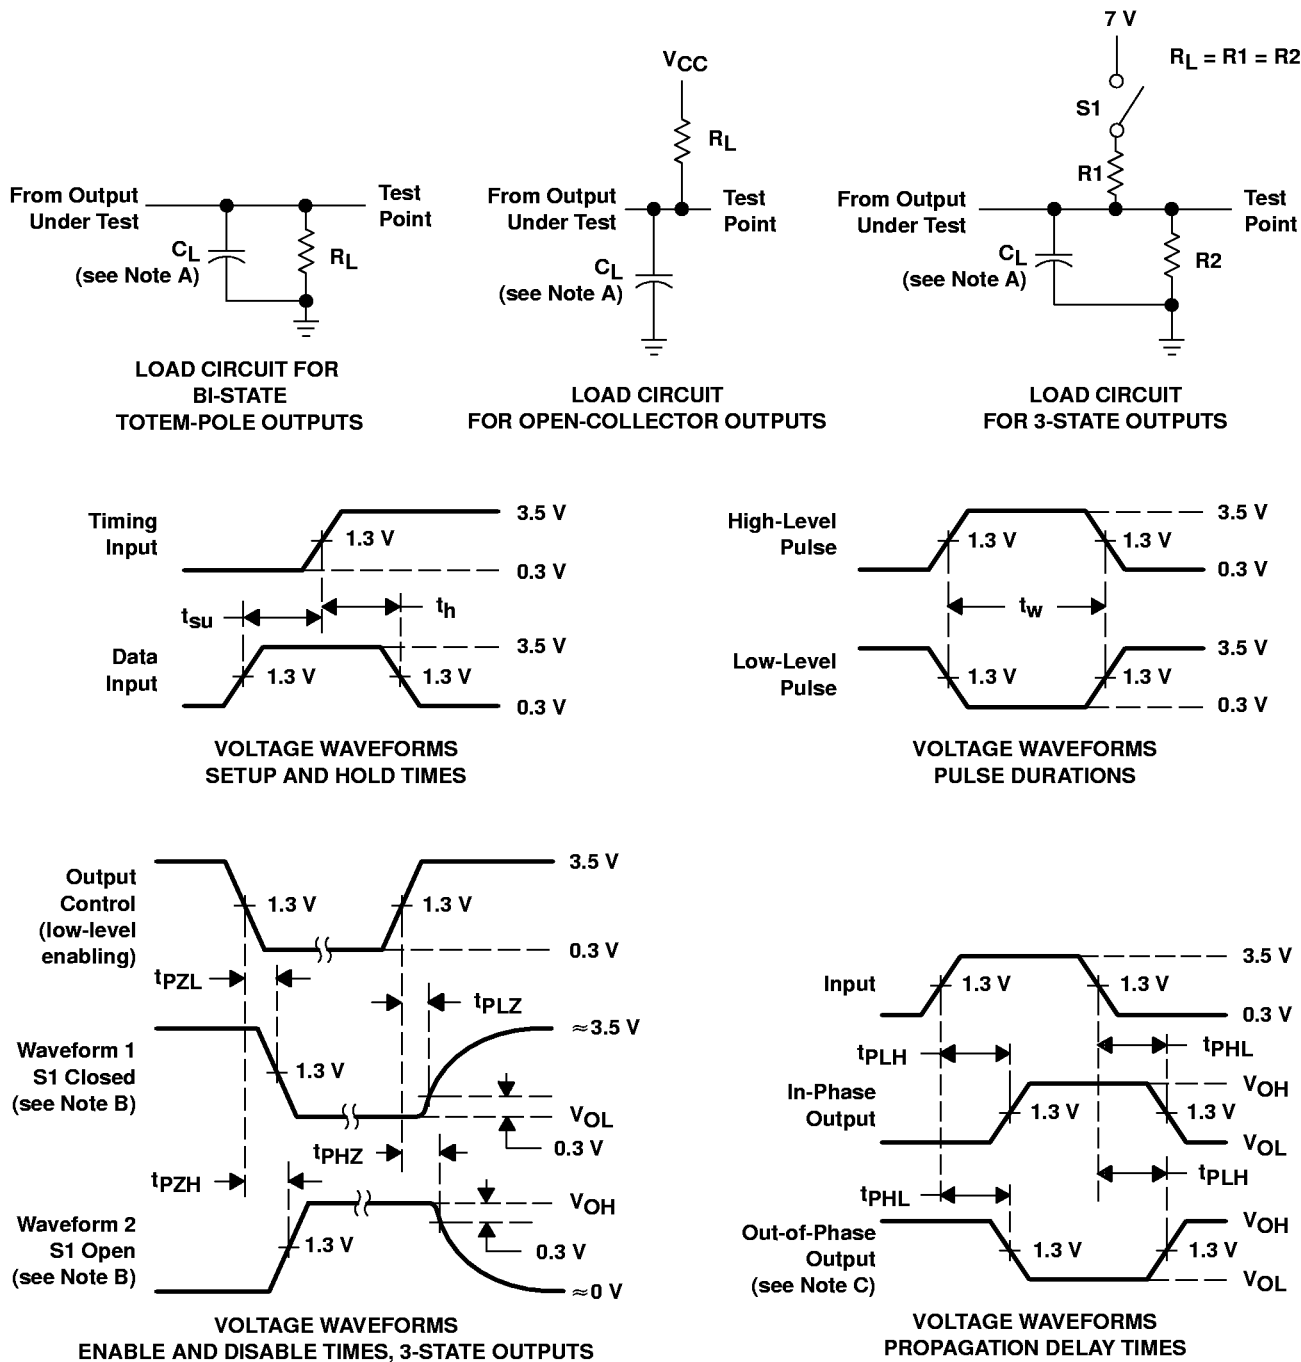 7 V
RL = R1 = R2
S1
R1
From Output
Under Test
Test
Point
CL
(see Note A)
R2
LOAD CIRCUIT
FOR 3-STATE OUTPUTS
VCC
RL
From Output
Under Test
Test
Point
CL
(see Note A)
LOAD CIRCUIT
FOR OPEN-COLLECTOR OUTPUTS
From Output
Under Test
Test
Point
CL
(see Note A)
RL
LOAD CIRCUIT FOR
BI-STATE
TOTEM-POLE OUTPUTS
Timing
Input
3.5 V
1.3 V
0.3 V
tsu
th
Data
Input
3.5 V
1.3 V
1.3 V
0.3 V
VOLTAGE WAVEFORMS
SETUP AND HOLD TIMES
High-Level
Pulse
3.5 V
1.3 V
1.3 V
0.3 V
tw
Low-Level
Pulse
3.5 V
1.3 V
1.3 V
0.3 V
VOLTAGE WAVEFORMS
PULSE DURATIONS
Output
Control
(low-level
enabling)
3.5 V
1.3 V
1.3 V
0.3 V
tPZL
tPLZ
Waveform 1
S1 Closed
(see Note B)
≈3.5 V
1.3 V
VOL
0.3 V
tPHZ
tPZH
Waveform 2
S1 Open
(see Note B)
VOH
1.3 V
0.3 V
≈0 V
VOLTAGE WAVEFORMS
ENABLE AND DISABLE TIMES, 3-STATE OUTPUTS
Input
3.5 V
1.3 V
1.3 V
0.3 V
tPLH
tPHL
In-Phase
Output
VOH
1.3 V
1.3 V
VOL
tPHL
tPLH
Out-of-Phase
Output
(see Note C)
VOH
1.3 V
1.3 V
VOL
VOLTAGE WAVEFORMS
PROPAGATION DELAY TIMES